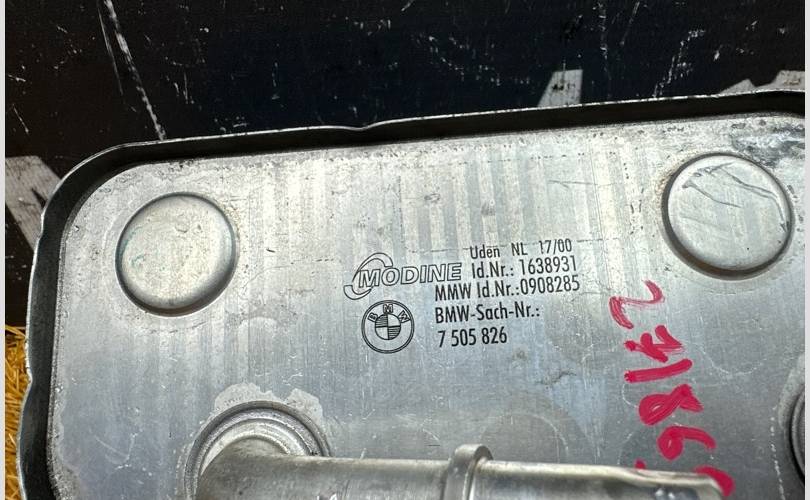 Uden NL 17/00
MODINE Id.Nr.: 1638931
MMW Id.Nr.:0908285
BMW
BMW-Sach-Nr.:
7 505 826